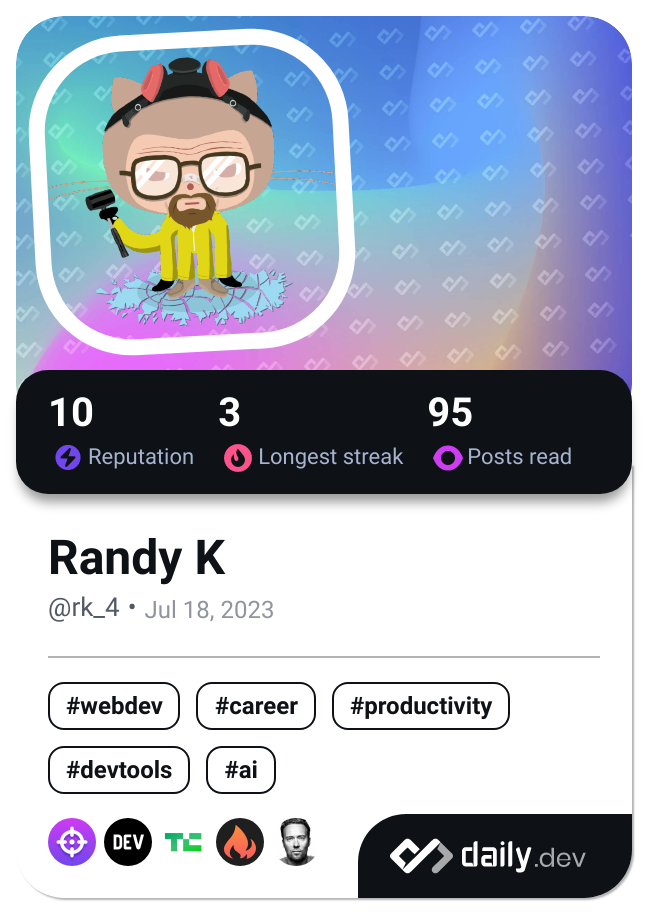 10 3 95
Reputation Longest streak Posts read
Randy K
@rk_4 • Jul 18, 2023
#webdev #career #productivity
#devtools #ai
DEV TC
daily.dev